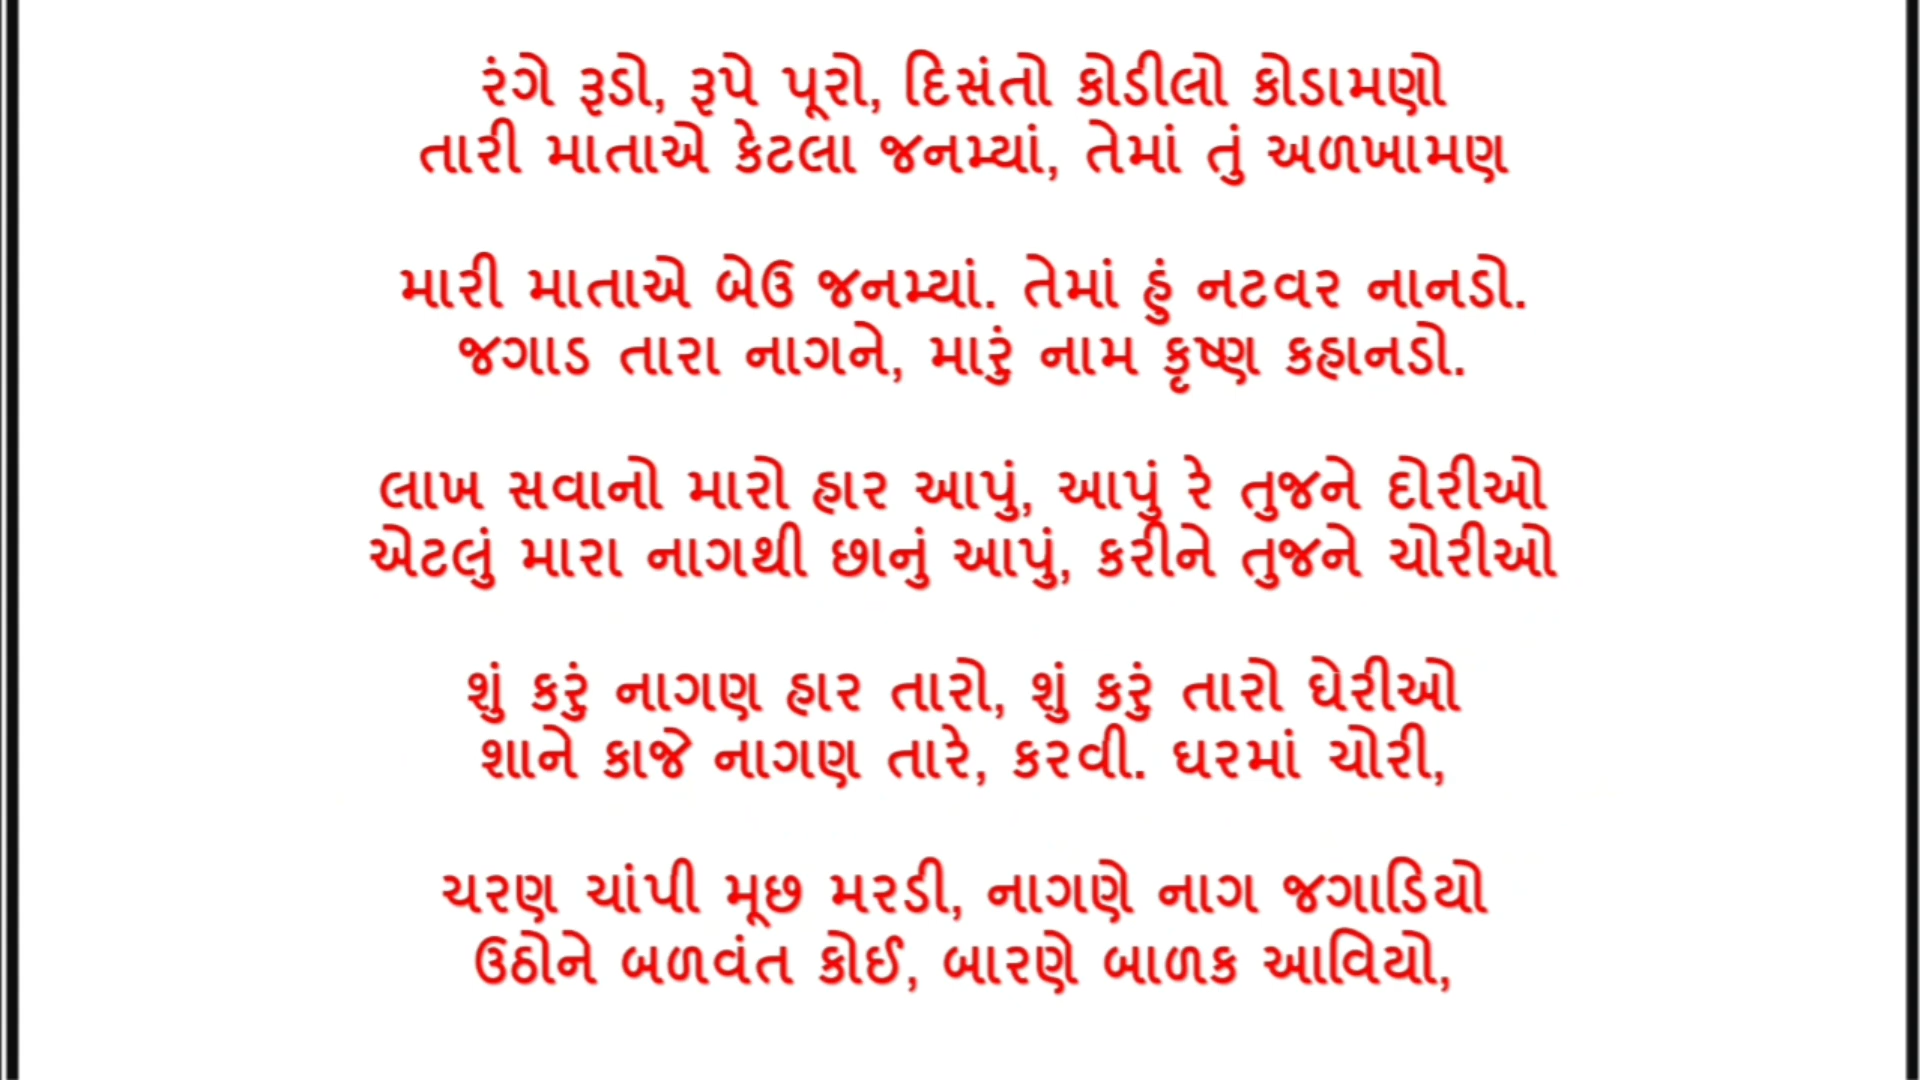 રંગે રૂડો, રૂપે પૂરો, દિસંતો કોડીલો કોડામણો
તારી માતાએ કેટલા જનમ્યાં, તેમાં તું અળખામણ
મારી માતાએ બેઉ જનમ્યાં. તેમાં હું નટવર નાનડો.
જગાડ તારા નાગને, મારું નામ કૃષ્ણ કહાનડો.
લાખ સવાનો મારો હાર આપું, આપું રે તુજને દોરીઓ
એટલું મારા નાગથી છાનું આપું, કરીને તુજને ચોરીઓ
શું કરું નાગણ હાર તારો, શું કરું તારો ઘેરીઓ
શાને કાજે નાગણ તારે, કરવી. ઘરમાં ચોરી,
ચરણ ચાંપી મૂછ મરડી, નાગણે નાગ જગાડિયો
ઉઠોને બળવંત કોઈ, બારણે બાળક આવિયો,